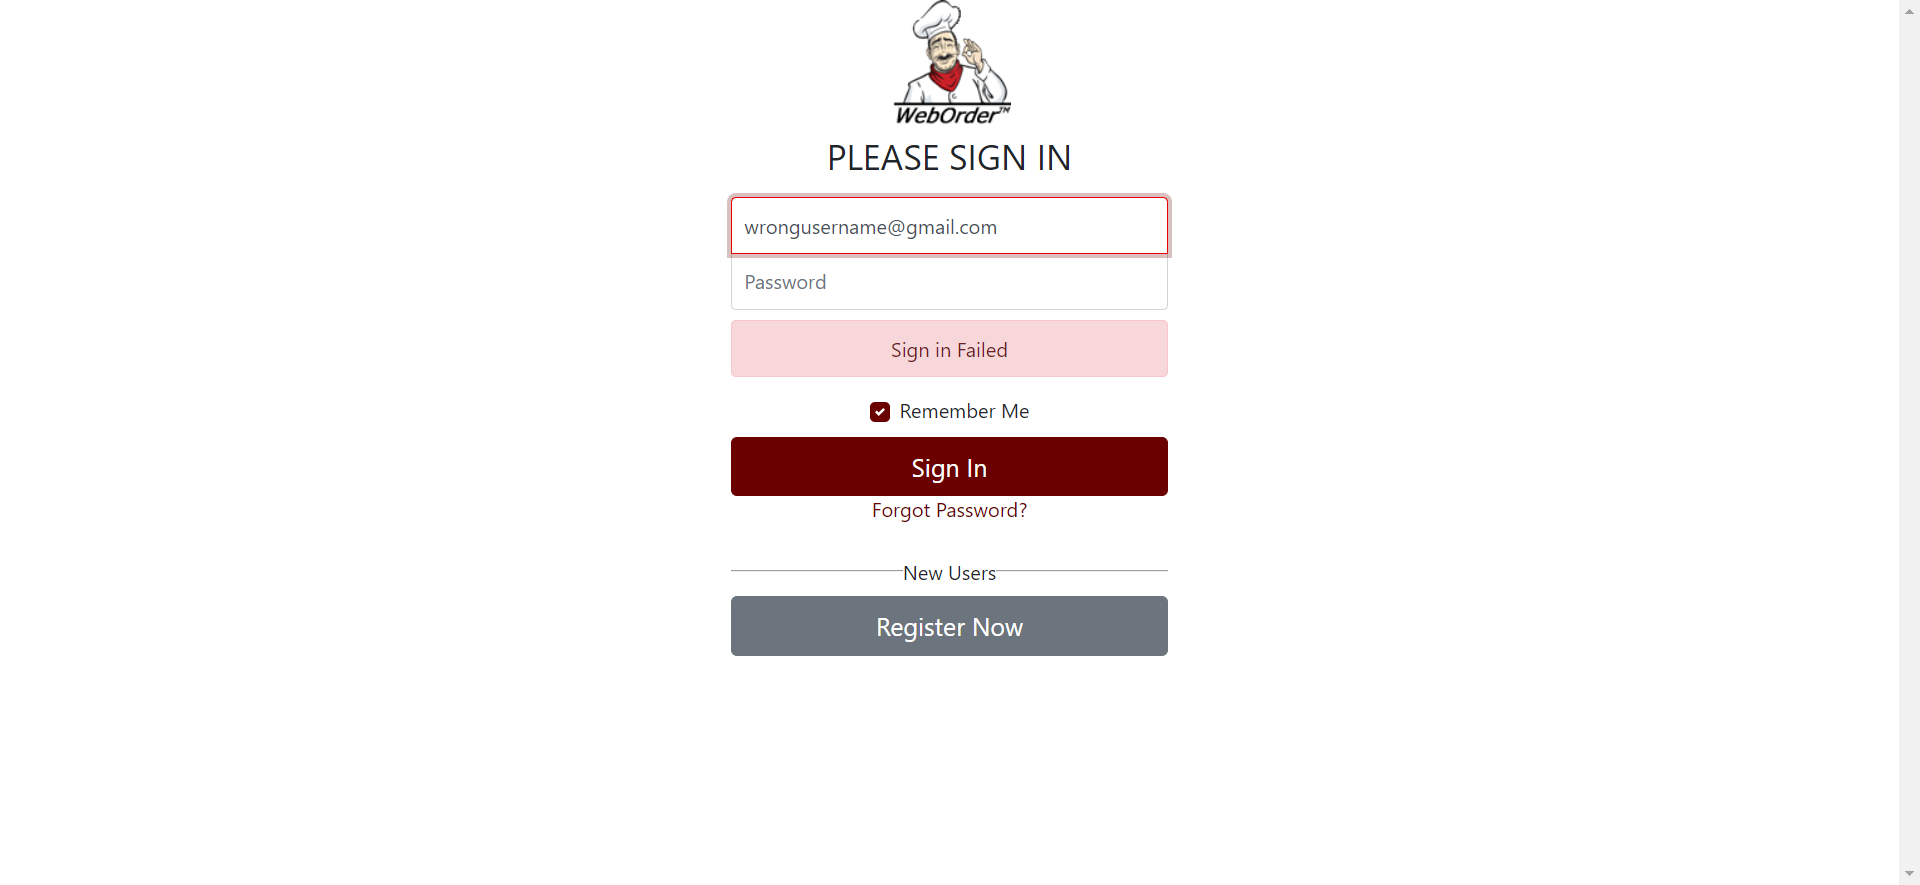 WebOrder™
PLEASE SIGN IN
wrongusername@gmail.com
Password
Sign in Failed
Remember Me
Sign In
Forgot Password?
New Users
Register Now